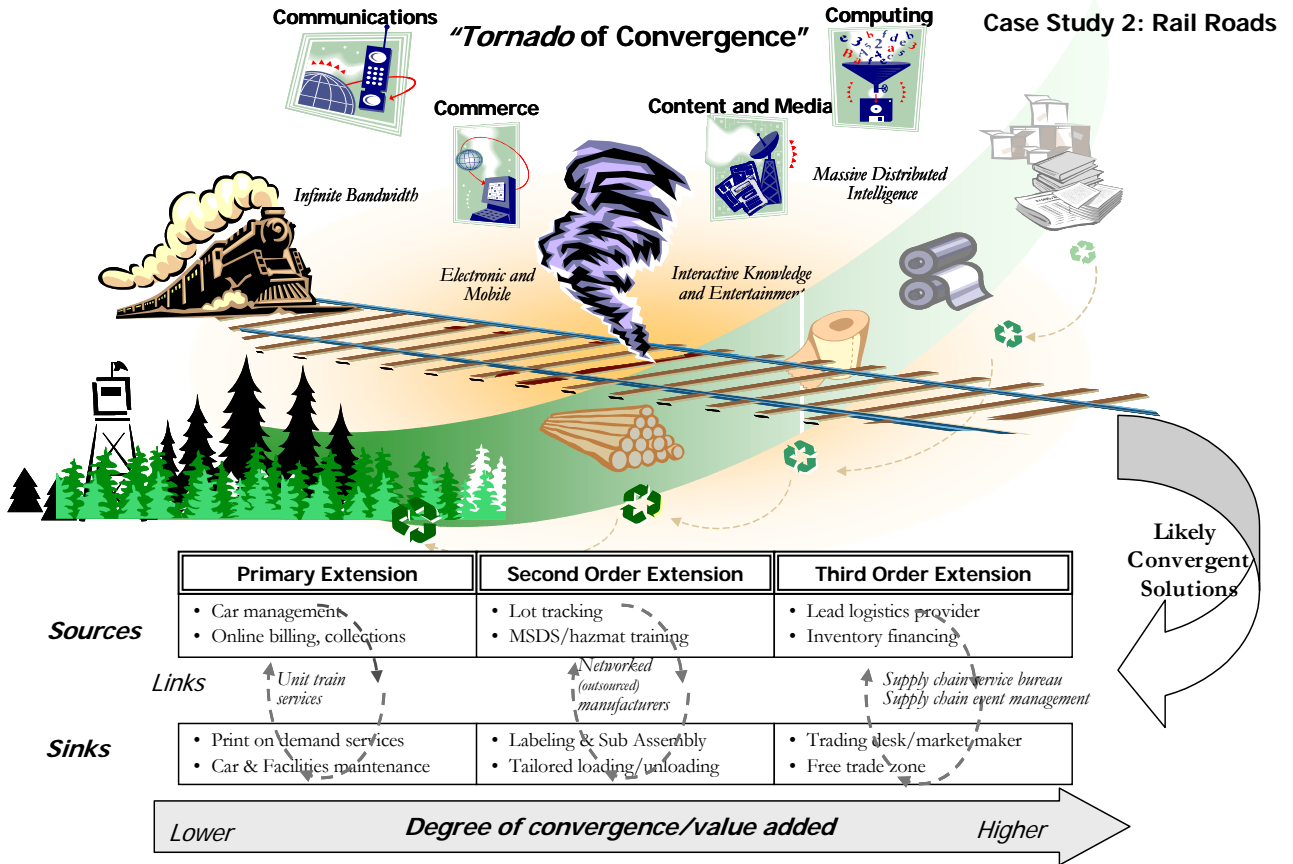 Case Study 2: Rail Roads
"Tornado of Convergence"
Communications
Computing
Commerce
Content and Media
Infinite Bandwidth
Massive Distributed
Intelligence
Electronic and
Mobile
Interactive Knowledge
and Entertainment
Likely
Convergent
Solutions
Primary Extension
Second Order Extension
Third Order Extension
Sources
• Car management
• Online billing, collections
• Lot tracking
• MSDS/hazmat training
• Lead logistics provider
• Inventory financing
Links
Unit train
services
Networked
(outsourced)
manufacturers
Supply chain service bureau
Supply chain event management
Sinks
• Print on demand services
• Car & Facilities maintenance
• Labeling & Sub Assembly
• Tailored loading/unloading
• Trading desk/market maker
• Free trade zone
Lower
Degree of convergence/value added
Higher